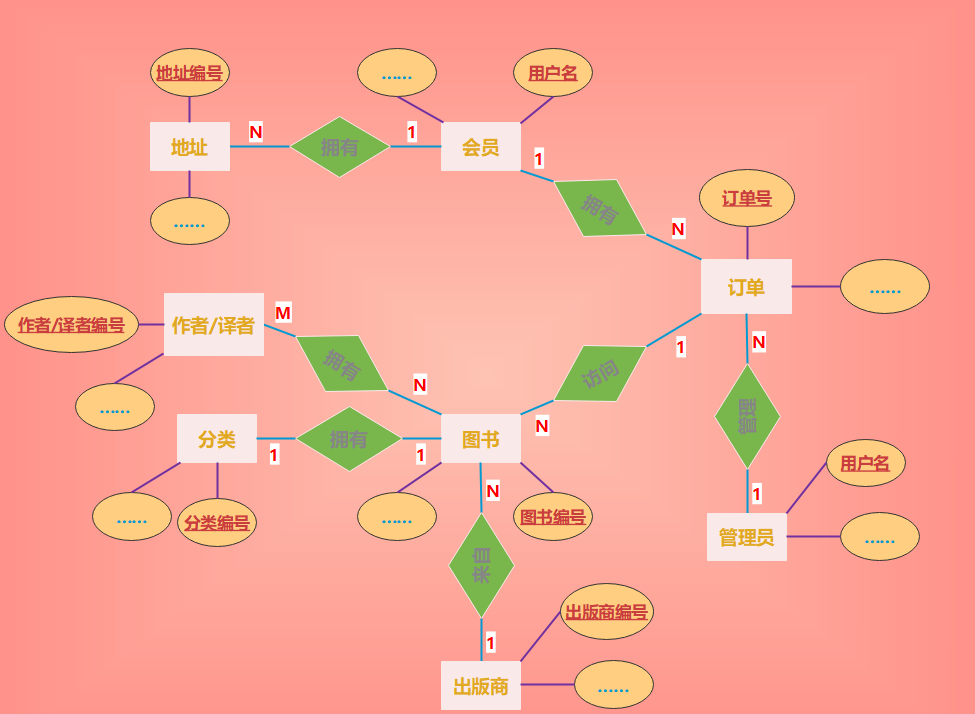 地址编号
……
用户名
地址
N
拥有
1
会员
1
……
拥有
N
订单号
订单
……
作者/译者编号
作者/译者
M
拥有
N
……
访问
1
N
N
管理
1
分类
1
拥有
1
图书
……
分类编号
……
N
图书编号
用户名
管理员
……
来自
1
出版商编号
出版商
……